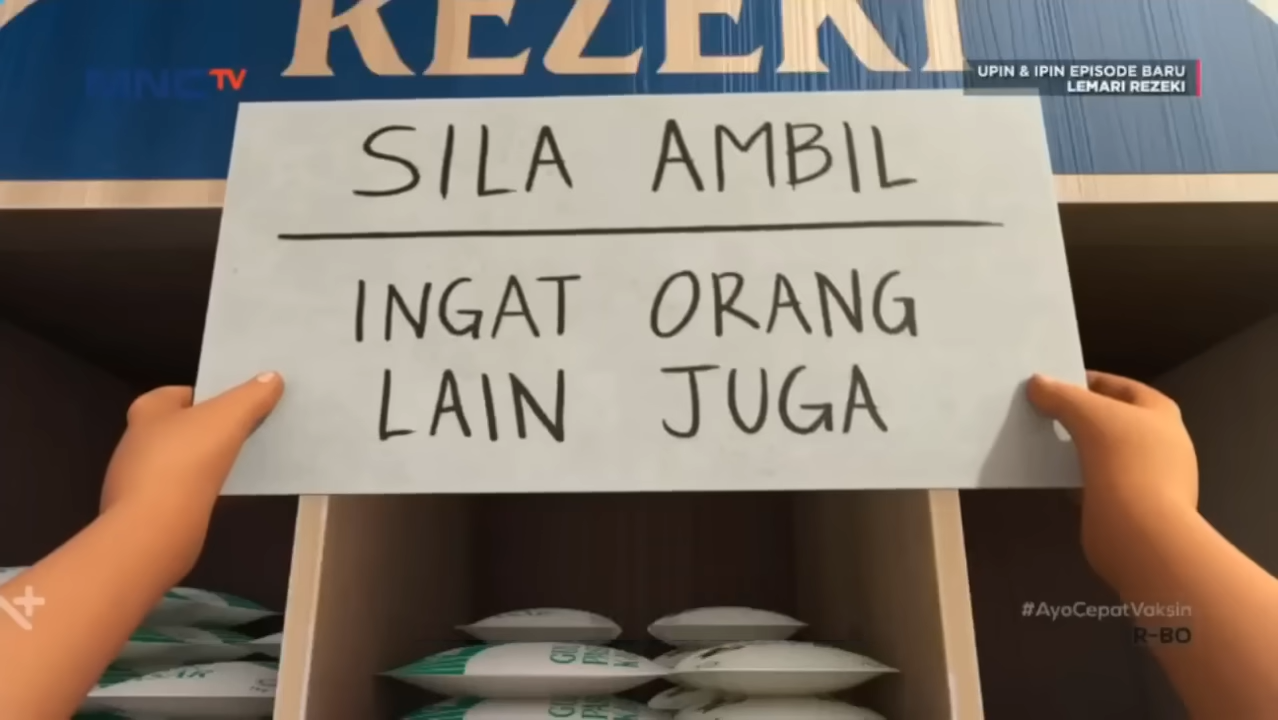 REZEKI
MNCTV
UPIN & IPIN EPISODE BARU
LEMARI REZEKI
SILA AMBIL
INGAT ORANG
LAIN JUGA
#AyoCepatVaksin
R-BO